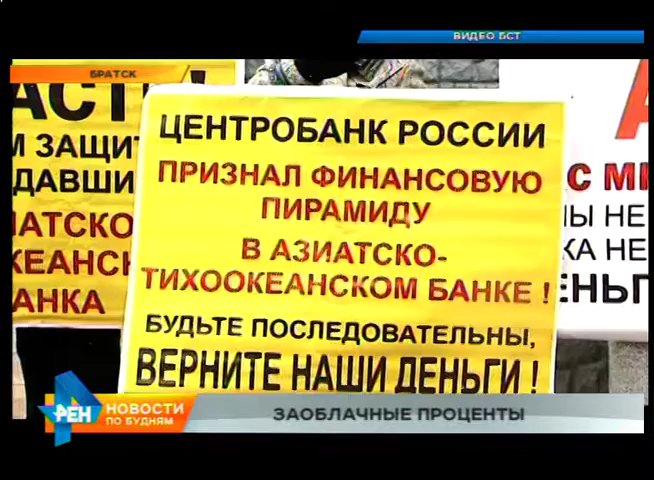 ВИДЕО БСТ
БРАТСК
ЗАЩИ
ЦЕНТРОБАНК РОССИИ
ПРИЗНАЛ ФИНАНСОВУЮ
ПИРАМИДУ
В АЗИАТСКО-
ТИХООКЕАНСКОМ БАНКЕ !
БУДЬТЕ ПОСЛЕДОВАТЕЛЬНЫ,
ВЕРНИТЕ НАШИ ДЕНЬГИ !
РЕН
НОВОСТИ
ПО БУДНЯМ
ЗАОБЛАЧНЫЕ ПРОЦЕНТЫ